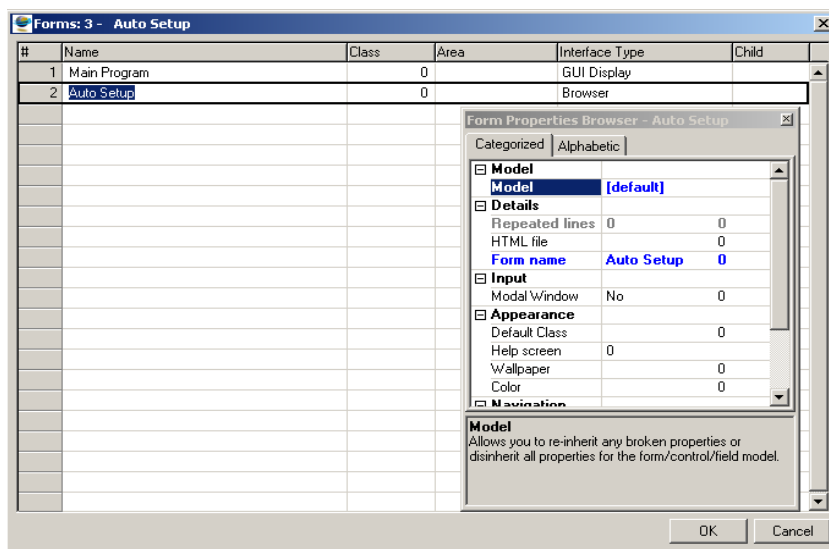 Forms: 3 - Auto Setup
# Name Class Area Interface Type Child
1 Main Program 0 GUI Display
2 Auto Setup 0 Browser
Form Properties Browser - Auto Setup
Categorized Alphabetic
Model
Model [default]
Details
Repeated lines 0 0
HTML file 0
Form name Auto Setup 0
Input
Modal Window No 0
Appearance
Default Class 0
Help screen 0
Wallpaper 0
Color 0
Navigation
Model
Allows you to re-inherit any broken properties or
disinherit all properties for the form/control/field model.
OK Cancel